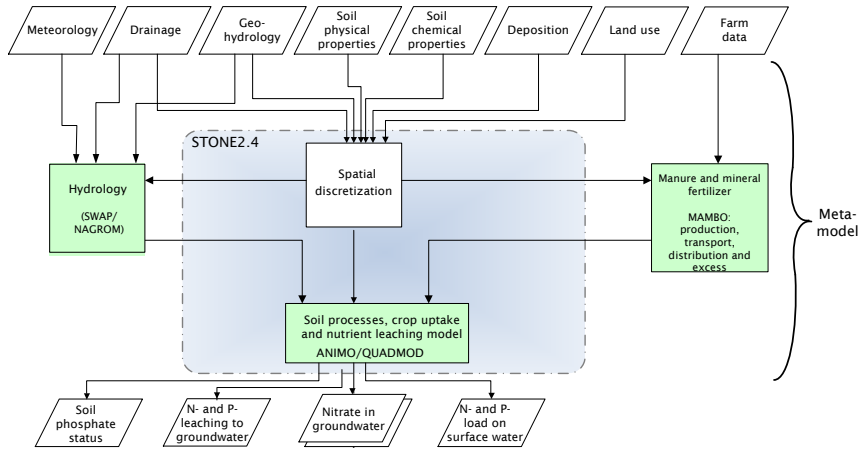 Meteorology
Drainage
Geo-
hydrology
Soil
physical
properties
Soil
chemical
properties
Deposition
Land use
Farm
data
STONE2.4
Hydrology
(SWAP/
NAGROM)
Spatial
discretization
Manure and mineral
fertilizer
MAMBO:
production,
transport,
distribution and
excess
Meta-
model
Soil processes, crop uptake
and nutrient leaching model
ANIMO/QUADMOD
Soil
phosphate
status
N- and P-
leaching to
groundwater
Nitrate in
groundwater
N- and P-
load on
surface water